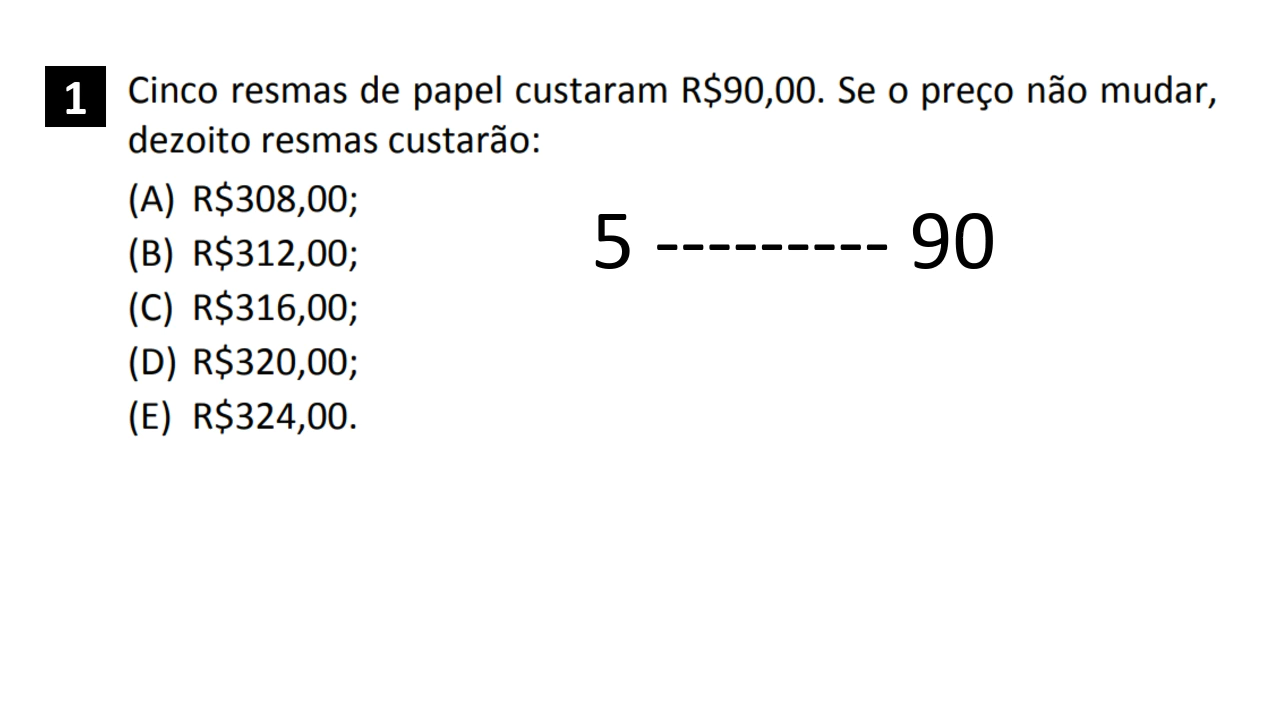 1 Cinco resmas de papel custaram R$90,00. Se o preço não mudar,
dezoito resmas custarão:
(A) R$308,00;
(B) R$312,00;
(C) R$316,00;
(D) R$320,00;
(E) R$324,00.
5 --------- 90